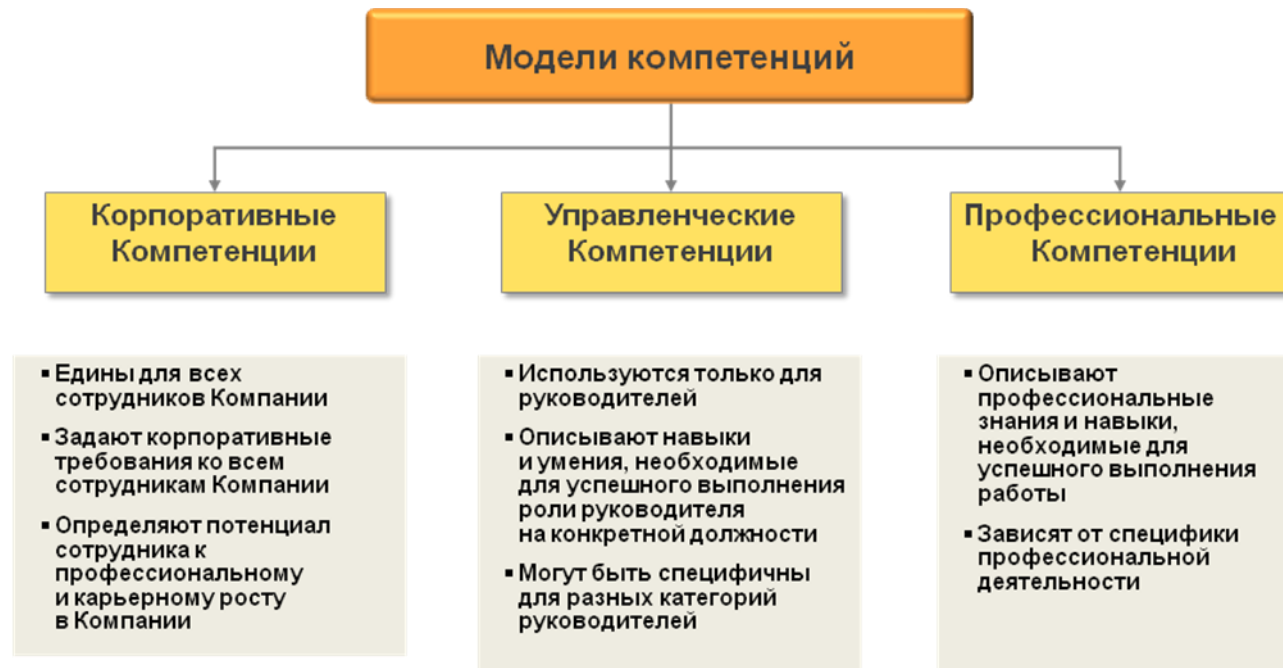 Модели компетенций
Корпоративные
Компетенции
Управленческие
Компетенции
Профессиональные
Компетенции
▪ Едины для всех
сотрудников Компании
▪ Задают корпоративные
требования ко всем
сотрудникам Компании
▪ Определяют потенциал
сотрудника к
профессиональному
и карьерному росту
в Компании
▪ Используются только для
руководителей
▪ Описывают навыки
и умения, необходимые
для успешного выполнения
роли руководителя
на конкретной должности
▪ Могут быть специфичны
для разных категорий
руководителей
▪ Описывают
профессиональные
знания и навыки,
необходимые для
успешного выполнения
работы
▪ Зависят от специфики
профессиональной
деятельности